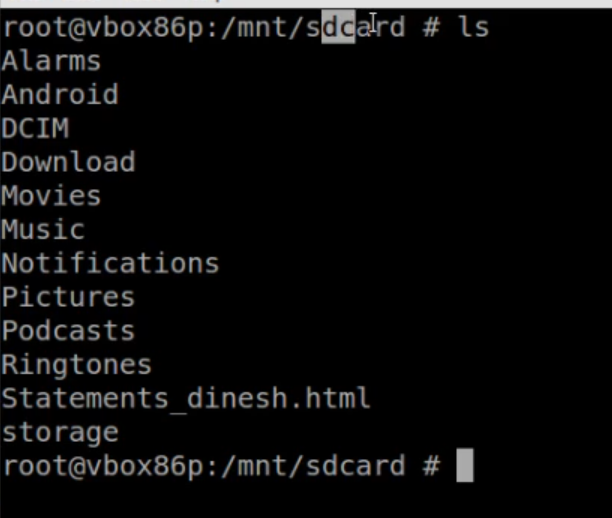 root@vbox86p:/mnt/sdcard # ls
Alarms
Android
DCIM
Download
Movies
Music
Notifications
Pictures
Podcasts
Ringtones
Statements_dinesh.html
storage
root@vbox86p:/mnt/sdcard #